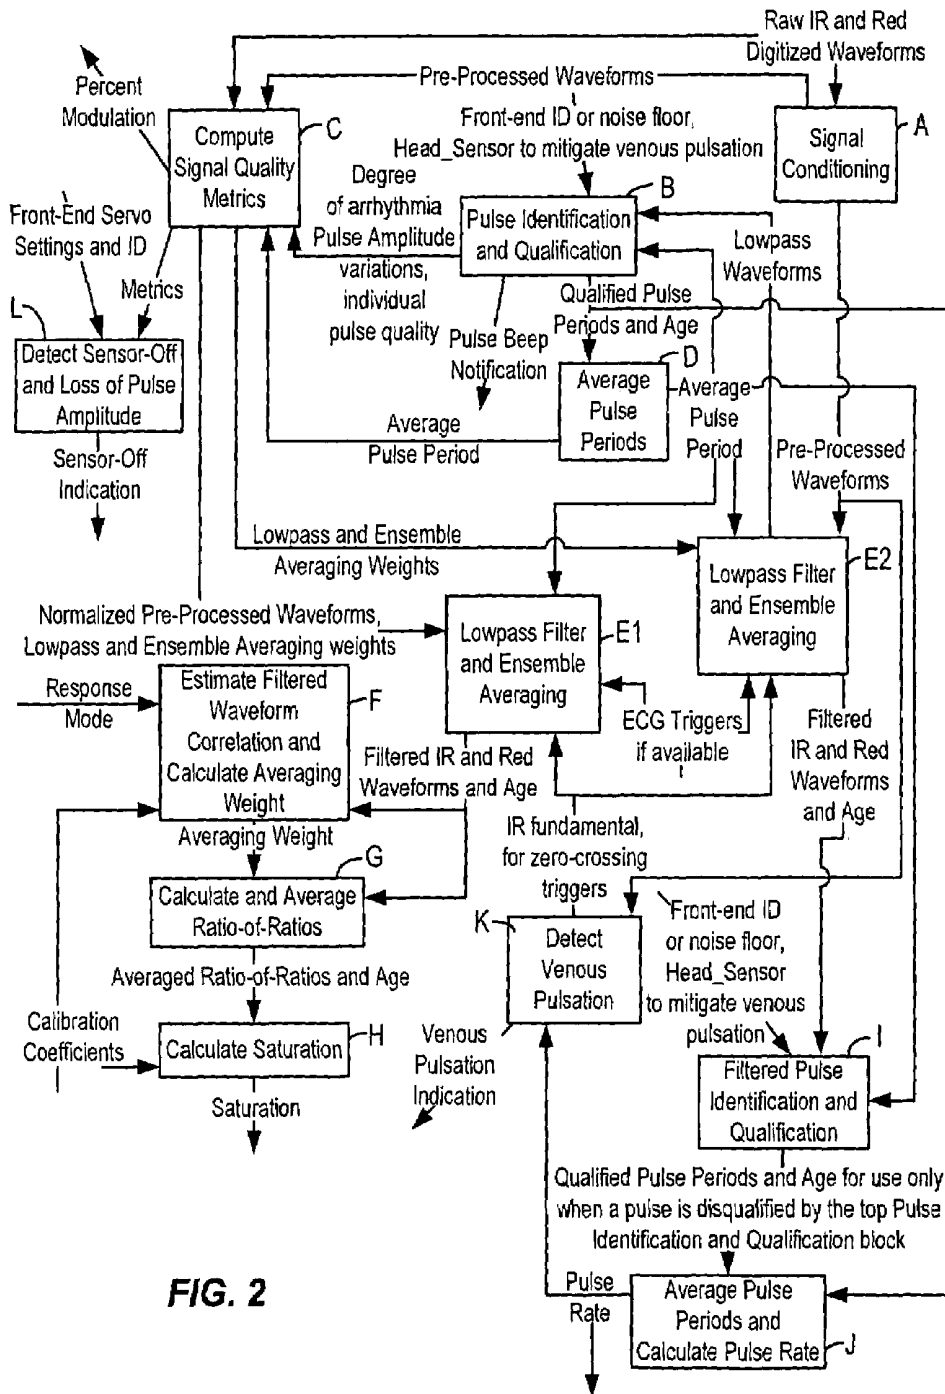 Raw IR and Red
Digitized Waveforms
Percent
Modulation
Pre-Processed Waveforms
C
Compute
Signal Quality
Metrics
Front-end ID or noise floor,
Head_Sensor to mitigate venous pulsation
A
Signal
Conditioning
Degree
of arrhythmia
Pulse Amplitude
variations,
individual
pulse quality
B
Pulse Identification
and Qualification
Lowpass
Waveforms
Front-End Servo
Settings and ID
Metrics
L
Detect Sensor-Off
and Loss of Pulse
Amplitude
Sensor-Off
Indication
Qualified Pulse
Periods and Age
Pulse Beep
Notification
D
Average
Pulse
Periods
Average
Pulse
Period
Average
Pulse Period
Pre-Processed
Waveforms
Lowpass and Ensemble
Averaging Weights
E2
Lowpass Filter
and Ensemble
Averaging
Normalized Pre-Processed Waveforms,
Lowpass and Ensemble Averaging weights
E1
Lowpass Filter
and Ensemble
Averaging
Response
Mode
F
Estimate Filtered
Waveform
Correlation and
Calculate Averaging
Weight
ECG Triggers
if available
Filtered IR and Red
Waveforms and Age
Filtered
IR and Red
Waveforms
and Age
Averaging Weight
G
Calculate and Average
Ratio-of-Ratios
IR fundamental,
for zero-crossing
triggers
K
Detect
Venous
Pulsation
Front-end ID
or noise floor,
Head_Sensor
to mitigate venous
pulsation
Averaged Ratio-of-Ratios and Age
Calibration
Coefficients
H
Calculate Saturation
Saturation
Venous
Pulsation
Indication
I
Filtered Pulse
Identification and
Qualification
Qualified Pulse Periods and Age for use only
when a pulse is disqualified by the top Pulse
Identification and Qualification block
Pulse
Rate
Average Pulse
Periods and
Calculate Pulse Rate
J
FIG. 2